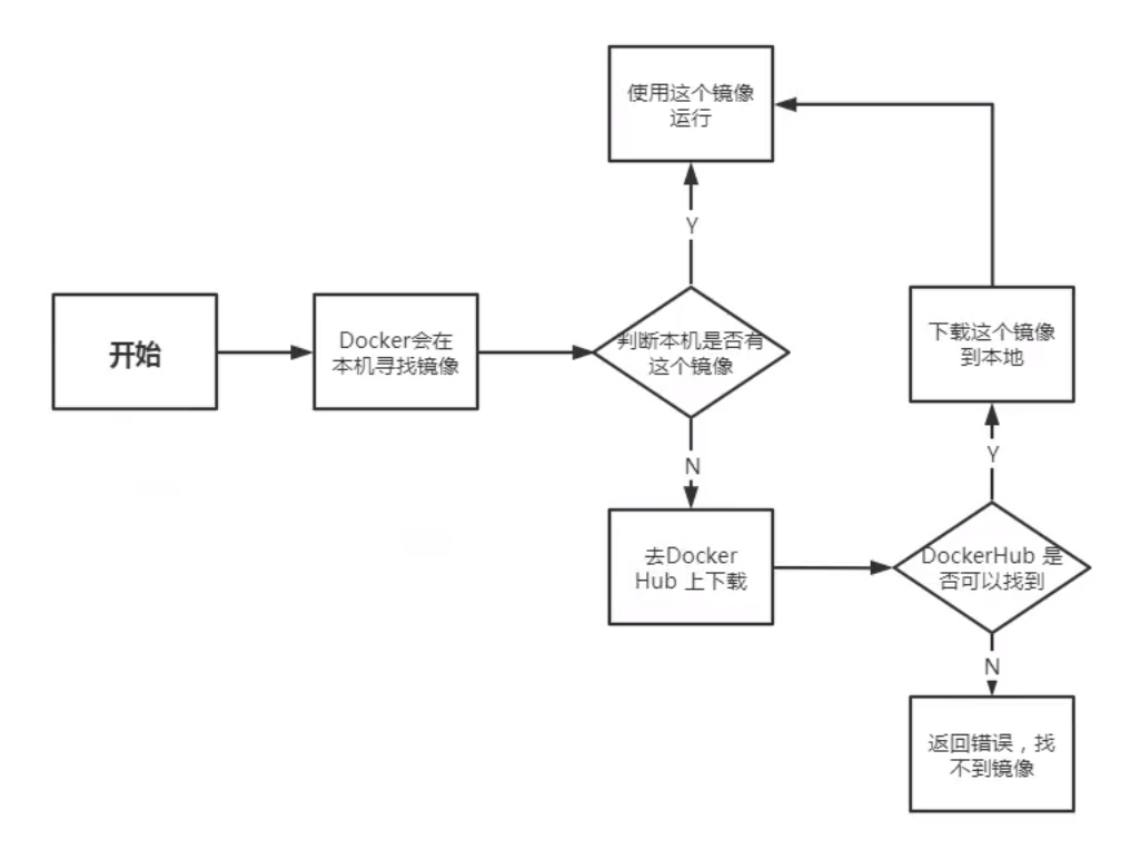 使用这个镜像
运行
Y
开始
Docker会在
本机寻找镜像
判断本机是否有
这个镜像
下载这个镜像
到本地
N
Y
去Docker
Hub 上下载
DockerHub 是
否可以找到
N
返回错误，找
不到镜像